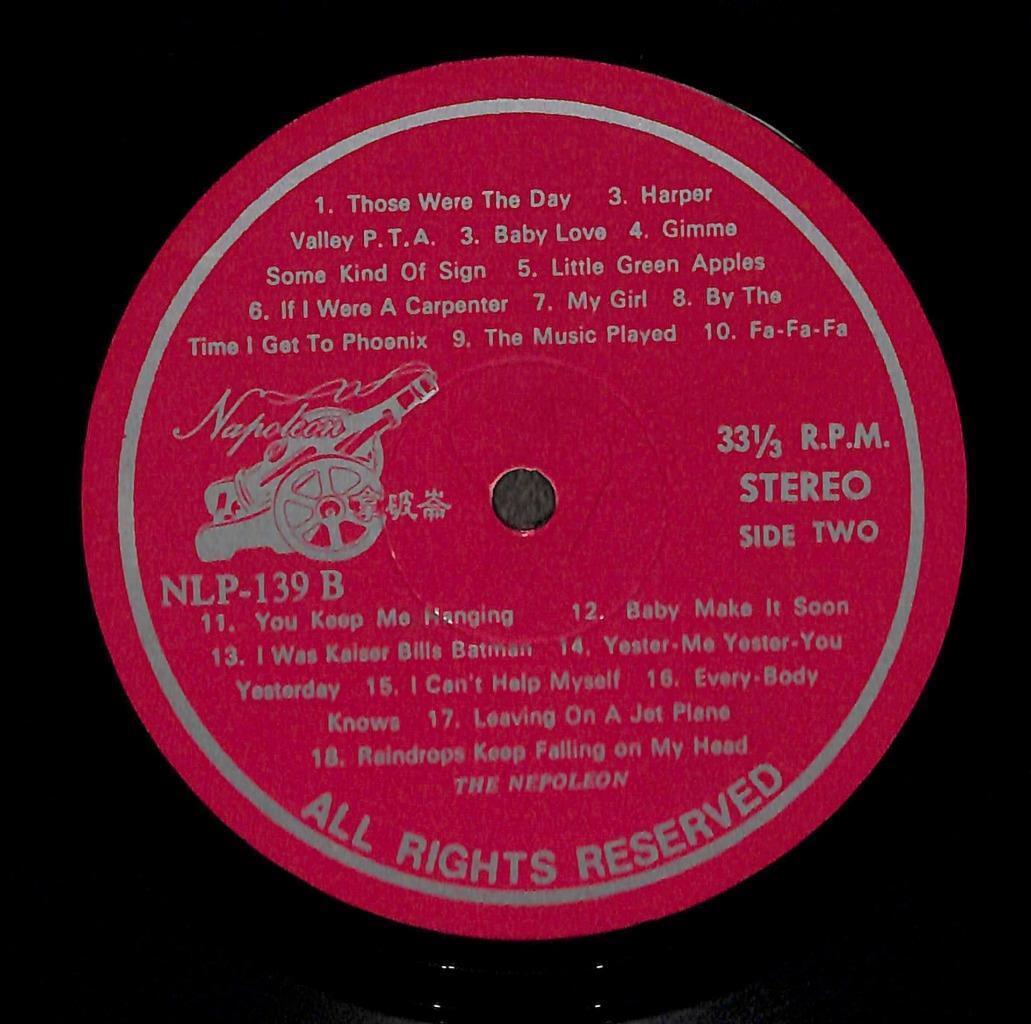 1. Those Were The Day 3. Harper
Valley P.T.A. 3. Baby Love 4. Gimme
Some Kind Of Sign 5. Little Green Apples
6. If I Were A Carpenter 7. My Girl 8. By The
Time I Get To Phoenix 9. The Music Played 10. Fa-Fa-Fa
Napoleon
拿破崙
33⅓ R.P.M.
STEREO
SIDE TWO
NLP-139 B
11. You Keep Me Hanging 12. Baby Make It Soon
13. I Was Kaiser Bills Batman 14. Yester-Me Yester-You
Yesterday 15. I Can't Help Myself 16. Every-Body
Knows 17. Leaving On A Jet Plane
18. Raindrops Keep Falling on My Head
THE NEPOLEON
ALL RIGHTS RESERVED